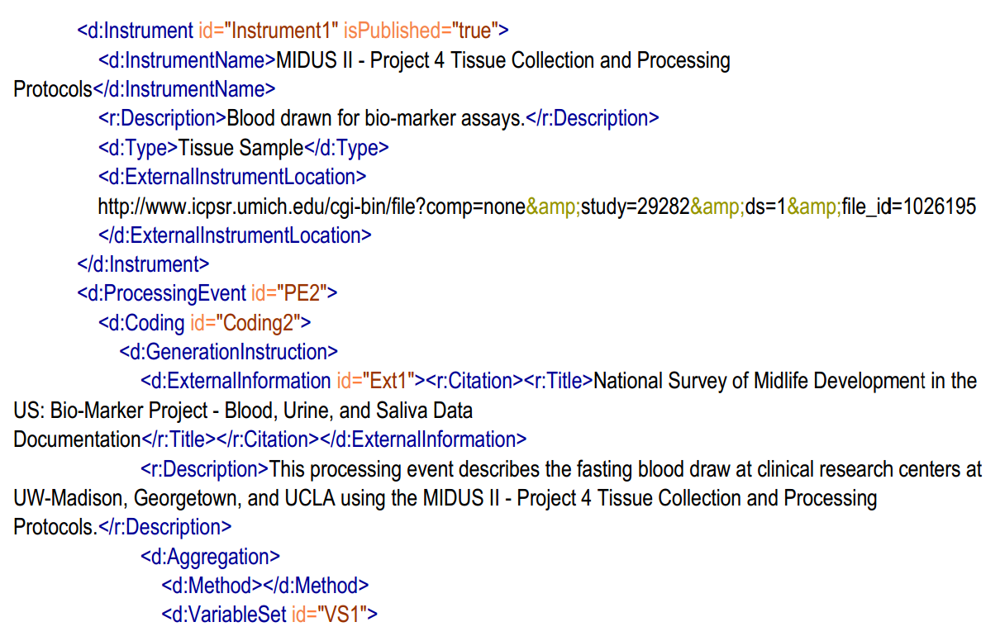 <d:Instrument id="Instrument1" isPublished="true">
<d:InstrumentName>MIDUS II - Project 4 Tissue Collection and Processing
Protocols</d:InstrumentName>
<r:Description>Blood drawn for bio-marker assays.</r:Description>
<d:Type>Tissue Sample</d:Type>
<d:ExternalInstrumentLocation>
http://www.icpsr.umich.edu/cgi-bin/file?comp=none&amp;study=29282&amp;ds=1&amp;file_id=1026195
</d:ExternalInstrumentLocation>
</d:Instrument>
<d:ProcessingEvent id="PE2">
<d:Coding id="Coding2">
<d:GenerationInstruction>
<d:ExternalInformation id="Ext1"><r:Citation><r:Title>National Survey of Midlife Development in the
US: Bio-Marker Project - Blood, Urine, and Saliva Data
Documentation</r:Title></r:Citation></d:ExternalInformation>
<r:Description>This processing event describes the fasting blood draw at clinical research centers at
UW-Madison, Georgetown, and UCLA using the MIDUS II - Project 4 Tissue Collection and Processing
Protocols.</r:Description>
<d:Aggregation>
<d:Method></d:Method>
<d:VariableSet id="VS1">